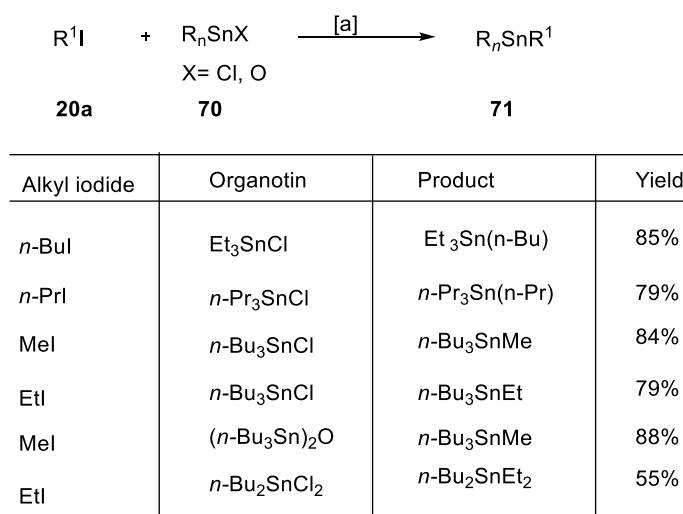 R¹I + RₙSnX [a] RₙSnR¹
X= Cl, O
20a 70 71
Alkyl iodide Organotin Product Yield
n-BuI Et₃SnCl Et ₃Sn(n-Bu) 85%
n-PrI n-Pr₃SnCl n-Pr₃Sn(n-Pr) 79%
MeI n-Bu₃SnCl n-Bu₃SnMe 84%
EtI n-Bu₃SnCl n-Bu₃SnEt 79%
MeI (n-Bu₃Sn)₂O n-Bu₃SnMe 88%
EtI n-Bu₂SnCl₂ n-Bu₂SnEt₂ 55%